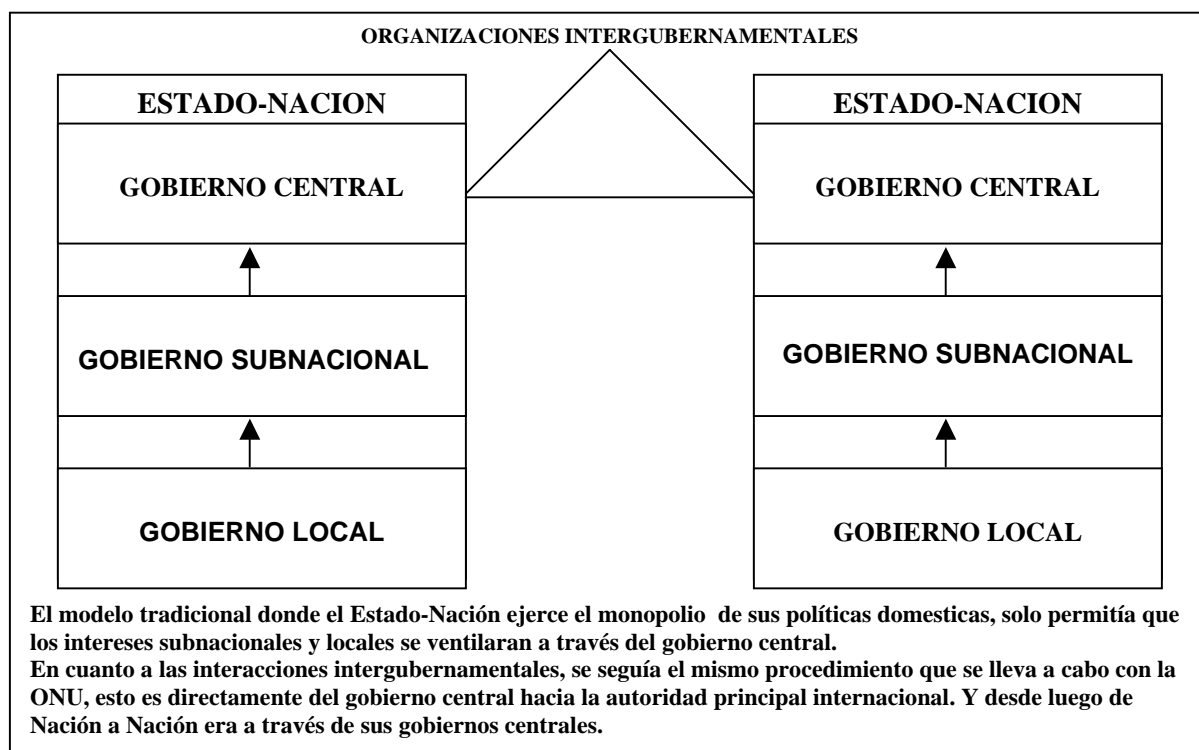 ORGANIZACIONES INTERGUBERNAMENTALES
ESTADO-NACION
GOBIERNO CENTRAL
GOBIERNO SUBNACIONAL
GOBIERNO LOCAL
ESTADO-NACION
GOBIERNO CENTRAL
GOBIERNO SUBNACIONAL
GOBIERNO LOCAL
El modelo tradicional donde el Estado-Nación ejerce el monopolio de sus políticas domesticas, solo permitía que
los intereses subnacionales y locales se ventilaran a través del gobierno central.
En cuanto a las interacciones intergubernamentales, se seguía el mismo procedimiento que se lleva a cabo con la
ONU, esto es directamente del gobierno central hacia la autoridad principal internacional. Y desde luego de
Nación a Nación era a través de sus gobiernos centrales.